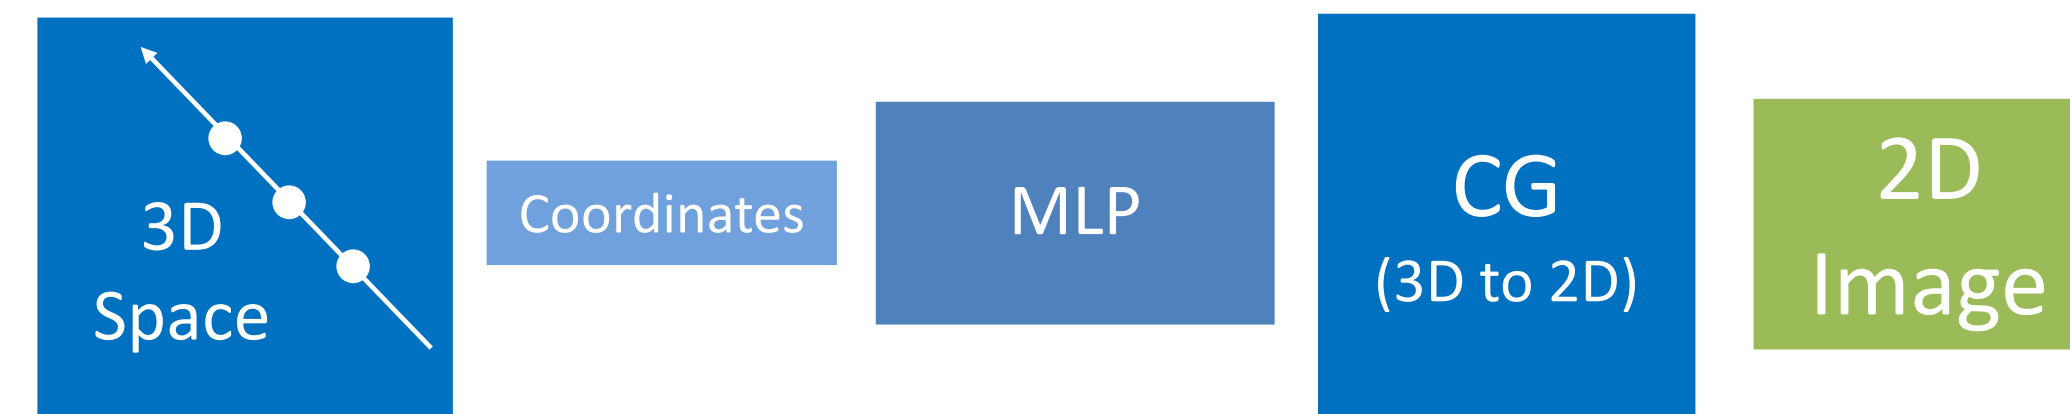 3D
Space
Coordinates
MLP
CG
(3D to 2D)
2D
Image